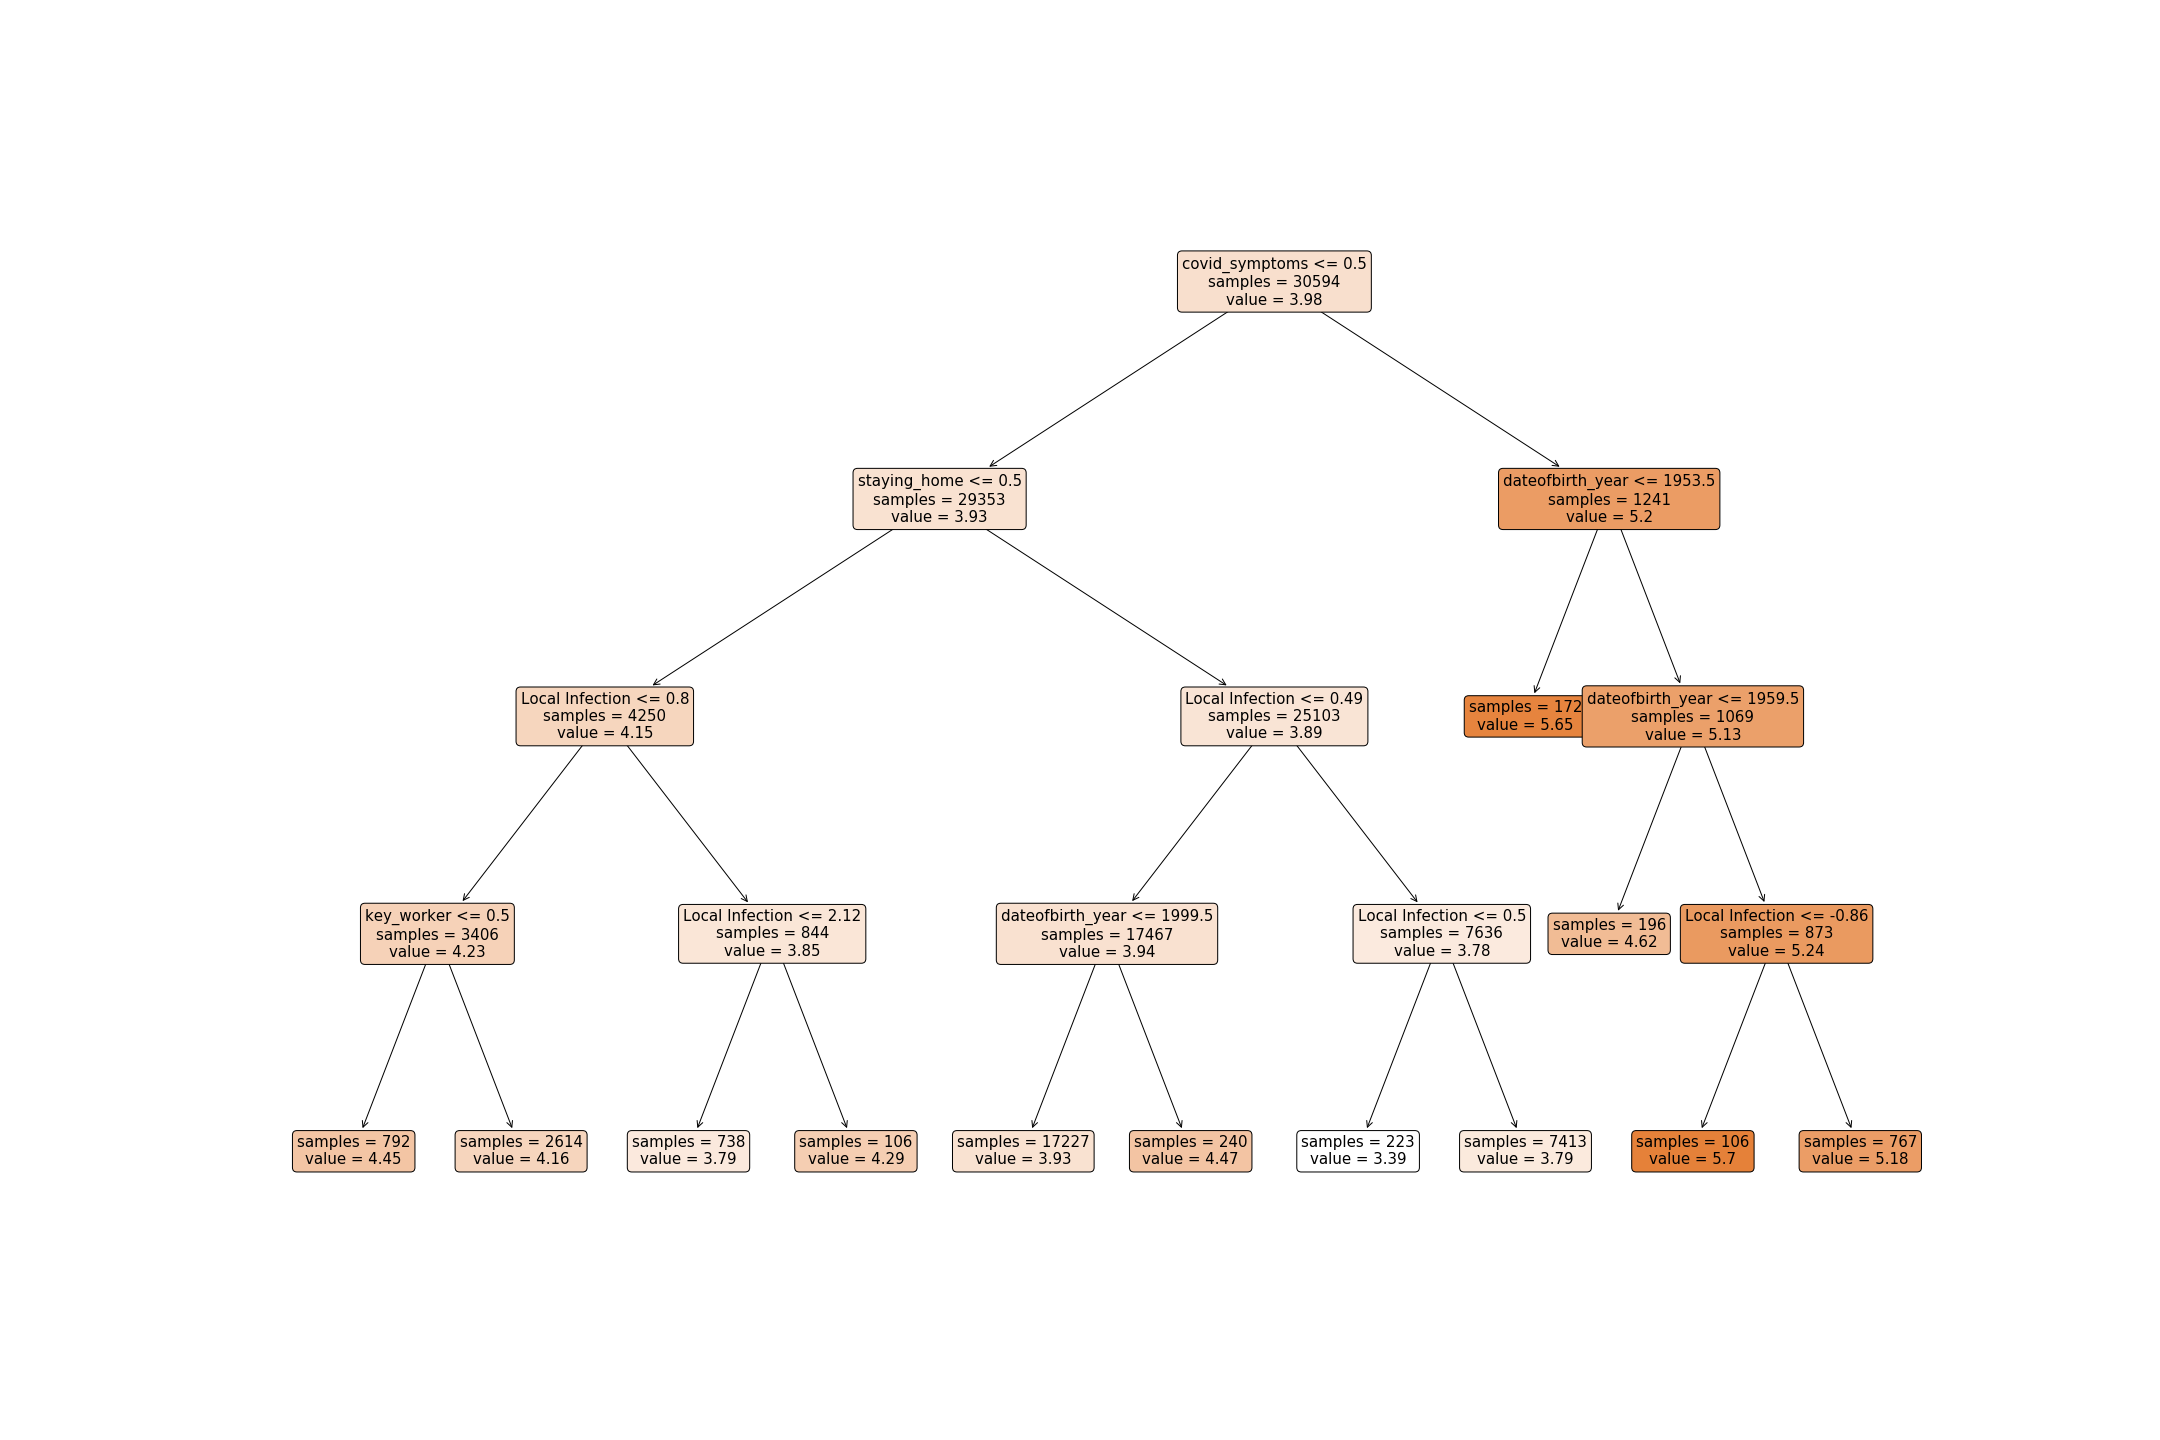 covid_symptoms <= 0.5
samples = 30594
value = 3.98
staying_home <= 0.5
samples = 29353
value = 3.93
dateofbirth_year <= 1953.5
samples = 1241
value = 5.2
Local Infection <= 0.8
samples = 4250
value = 4.15
Local Infection <= 0.49
samples = 25103
value = 3.89
samples = 172
value = 5.65
dateofbirth_year <= 1959.5
samples = 1069
value = 5.13
key_worker <= 0.5
samples = 3406
value = 4.23
Local Infection <= 2.12
samples = 844
value = 3.85
dateofbirth_year <= 1999.5
samples = 17467
value = 3.94
Local Infection <= 0.5
samples = 7636
value = 3.78
samples = 196
value = 4.62
Local Infection <= -0.86
samples = 873
value = 5.24
samples = 792
value = 4.45
samples = 2614
value = 4.16
samples = 738
value = 3.79
samples = 106
value = 4.29
samples = 17227
value = 3.93
samples = 240
value = 4.47
samples = 223
value = 3.39
samples = 7413
value = 3.79
samples = 106
value = 5.7
samples = 767
value = 5.18